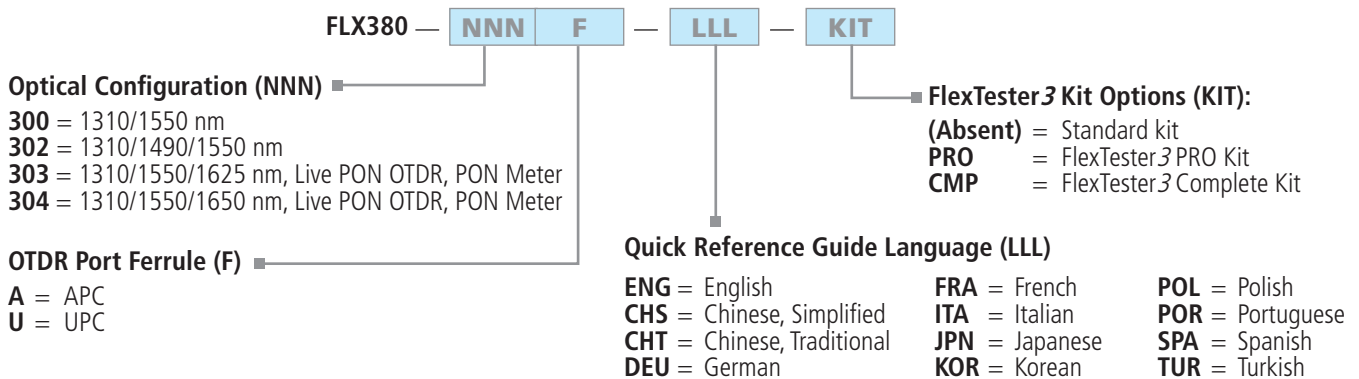 FLX380 — NNN F — LLL — KIT
Optical Configuration (NNN)
300 = 1310/1550 nm
302 = 1310/1490/1550 nm
303 = 1310/1550/1625 nm, Live PON OTDR, PON Meter
304 = 1310/1550/1650 nm, Live PON OTDR, PON Meter
OTDR Port Ferrule (F)
A = APC
U = UPC
FlexTester3 Kit Options (KIT):
(Absent) = Standard kit
PRO = FlexTester3 PRO Kit
CMP = FlexTester3 Complete Kit
Quick Reference Guide Language (LLL)
ENG = English
CHS = Chinese, Simplified
CHT = Chinese, Traditional
DEU = German
FRA = French
ITA = Italian
JPN = Japanese
KOR = Korean
POL = Polish
POR = Portuguese
SPA = Spanish
TUR = Turkish